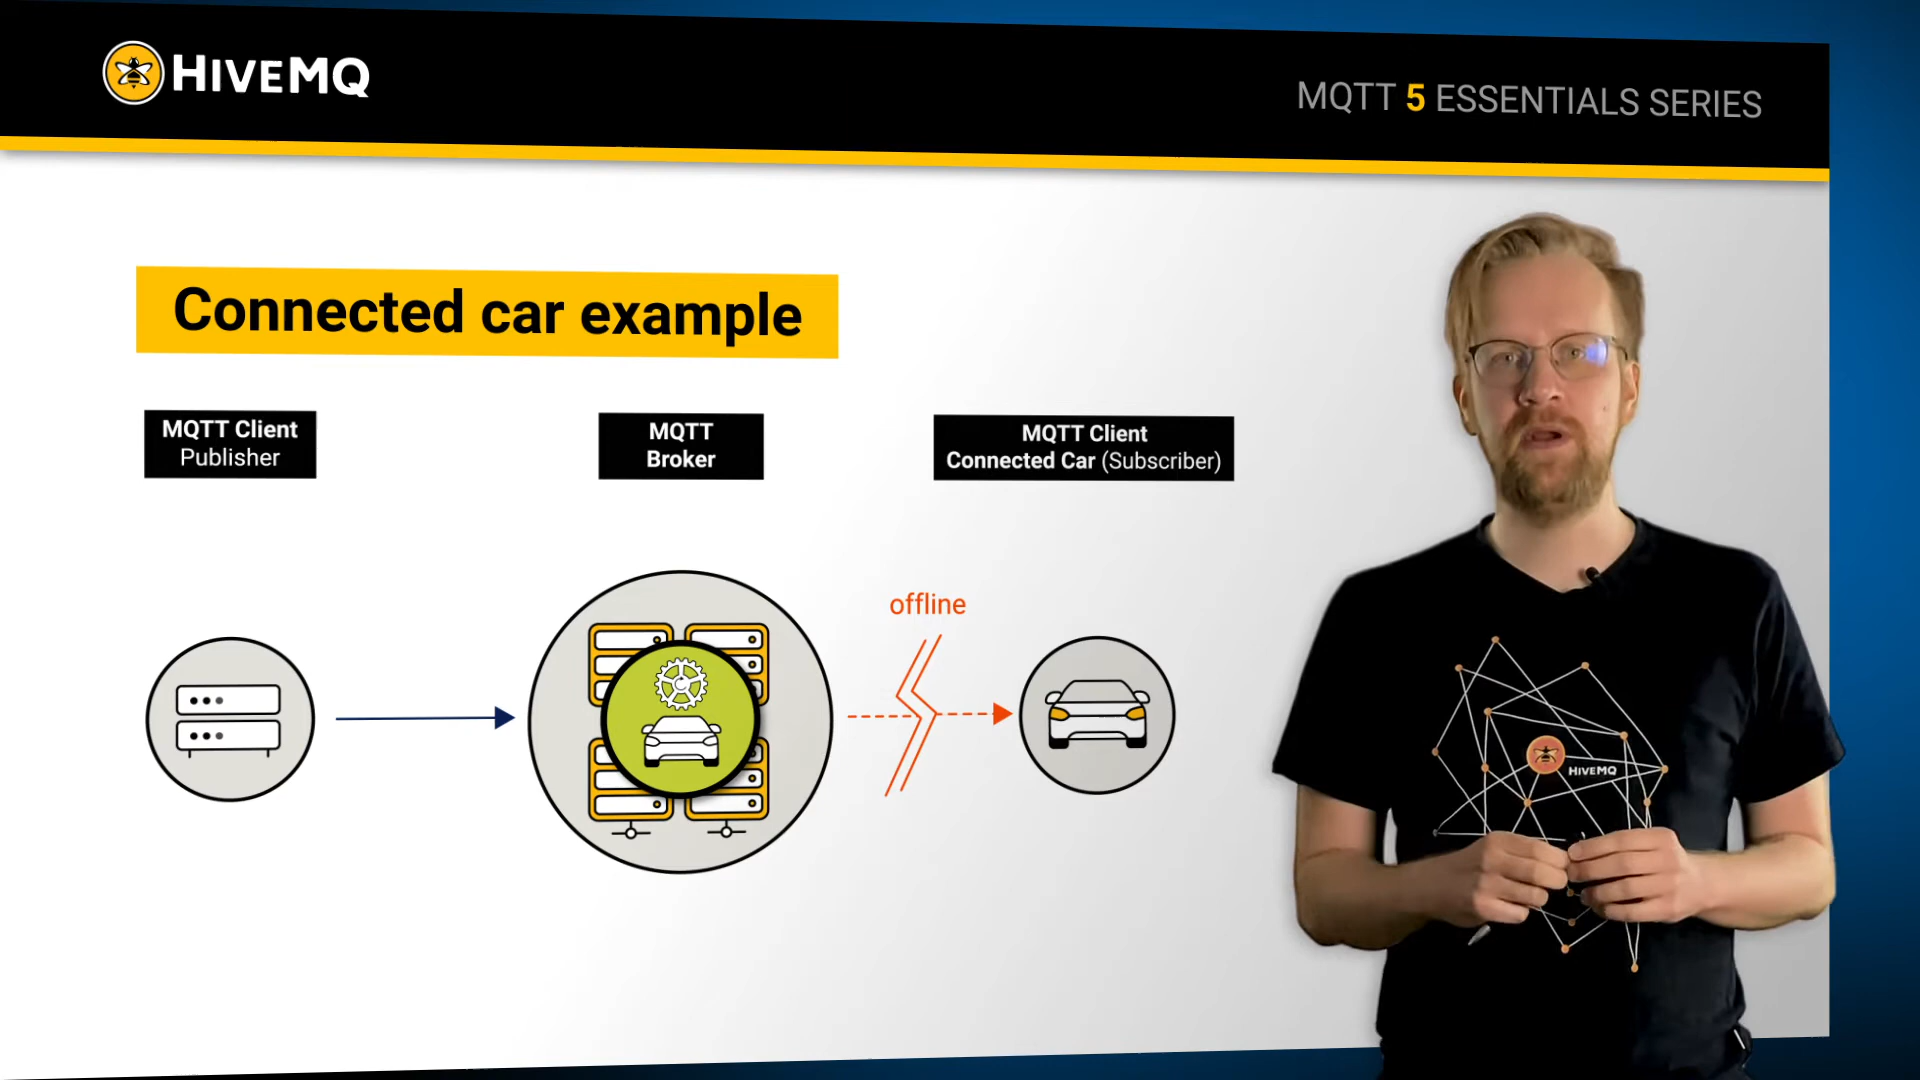 HIVEMQ
MQTT 5 ESSENTIALS SERIES
Connected car example
MQTT Client
Publisher
MQTT
Broker
MQTT Client
Connected Car (Subscriber)
offline
HIVEMQ